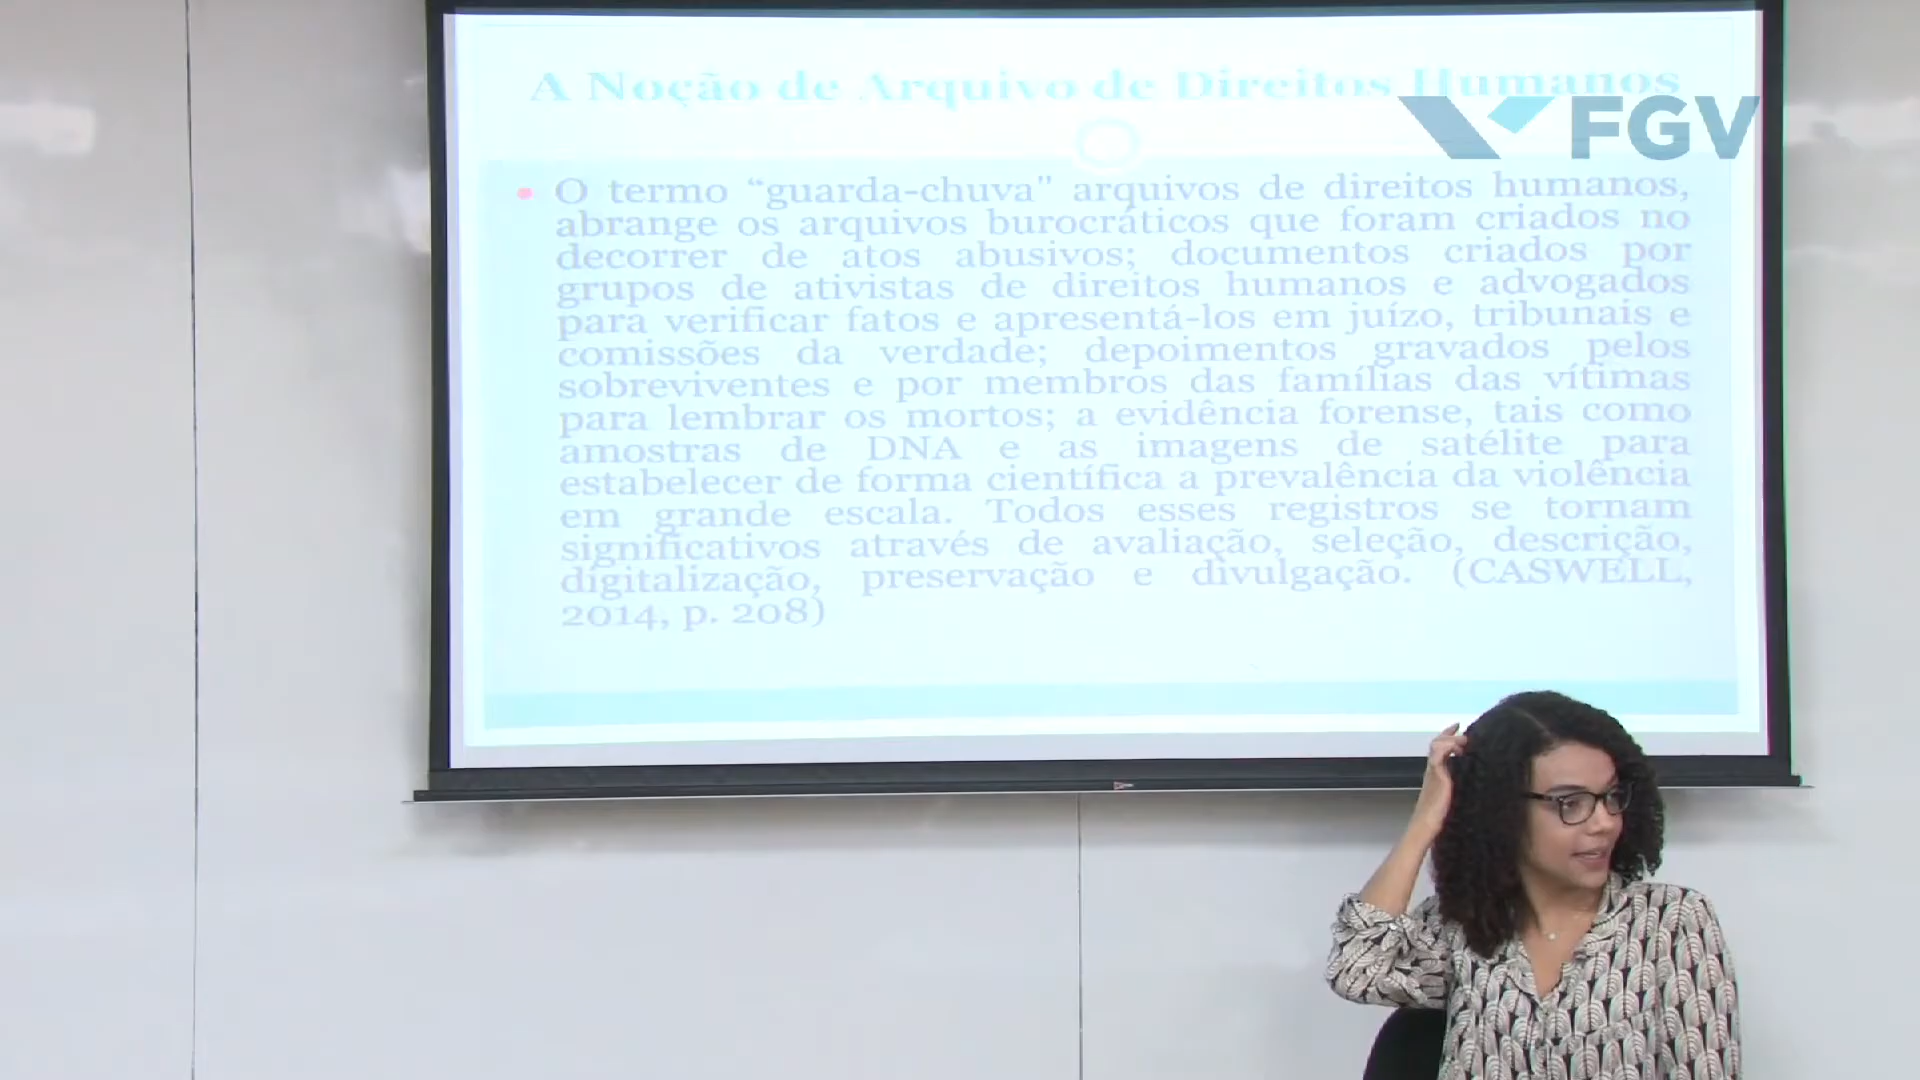 A Noção de Arquivo de Direitos Humanos
FGV
• O termo “guarda-chuva" arquivos de direitos humanos,
abrange os arquivos burocráticos que foram criados no
decorrer de atos abusivos; documentos criados por
grupos de ativistas de direitos humanos e advogados
para verificar fatos e apresentá-los em juízo, tribunais e
comissões da verdade; depoimentos gravados pelos
sobreviventes e por membros das famílias das vítimas
para lembrar os mortos; a evidência forense, tais como
amostras de DNA e as imagens de satélite para
estabelecer de forma científica a prevalência da violência
em grande escala. Todos esses registros se tornam
significativos através de avaliação, seleção, descrição,
digitalização, preservação e divulgação. (CASWELL,
2014, p. 208)